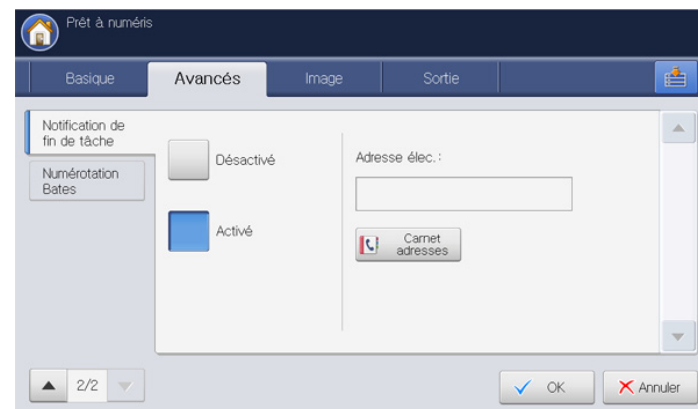 Prêt à numéris
Basique
Avancés
Image
Sortie
Notification de
fin de tâche
Numérotation
Bates
Désactivé
Activé
Adresse élec. :
Carnet
adresses
2/2
OK
Annuler